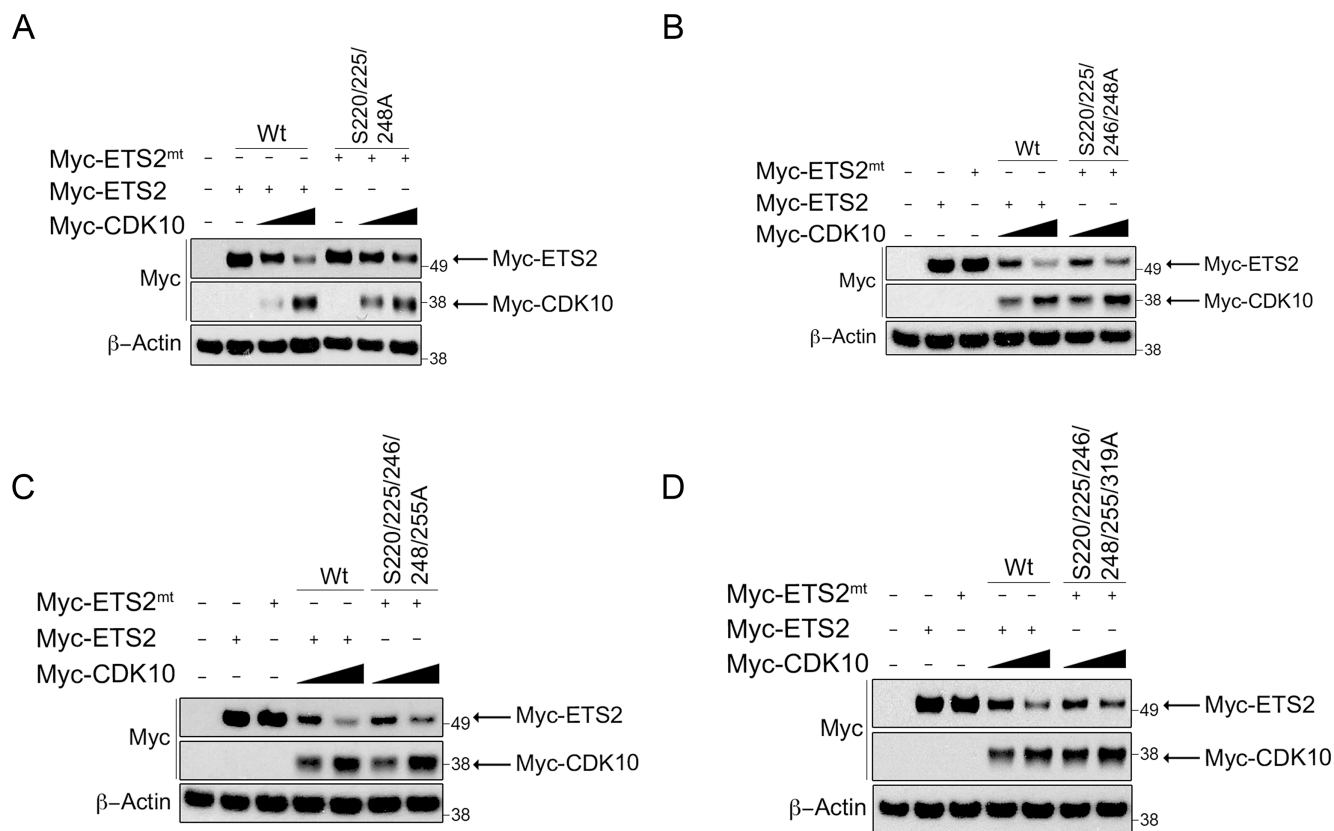 A
Wt
S220/225/
248A
Myc-ETS2mt – – – – + + +
Myc-ETS2 – + + + – – –
Myc-CDK10 – – –
Myc
49
Myc-ETS2
38
Myc-CDK10
β–Actin
38
B
Wt
S220/225/
246/248A
Myc-ETS2mt – – + – – + +
Myc-ETS2 – + – + + – –
Myc-CDK10 – – –
Myc
49
Myc-ETS2
38
Myc-CDK10
β–Actin
38
C
Wt
S220/225/246/
248/255A
Myc-ETS2mt – – + – – + +
Myc-ETS2 – + – + + – –
Myc-CDK10 – – –
Myc
49
Myc-ETS2
38
Myc-CDK10
β–Actin
38
D
Wt
S220/225/246/
248/255/319A
Myc-ETS2mt – – + – – + +
Myc-ETS2 – + – + + – –
Myc-CDK10 – – –
Myc
49
Myc-ETS2
38
Myc-CDK10
β–Actin
38